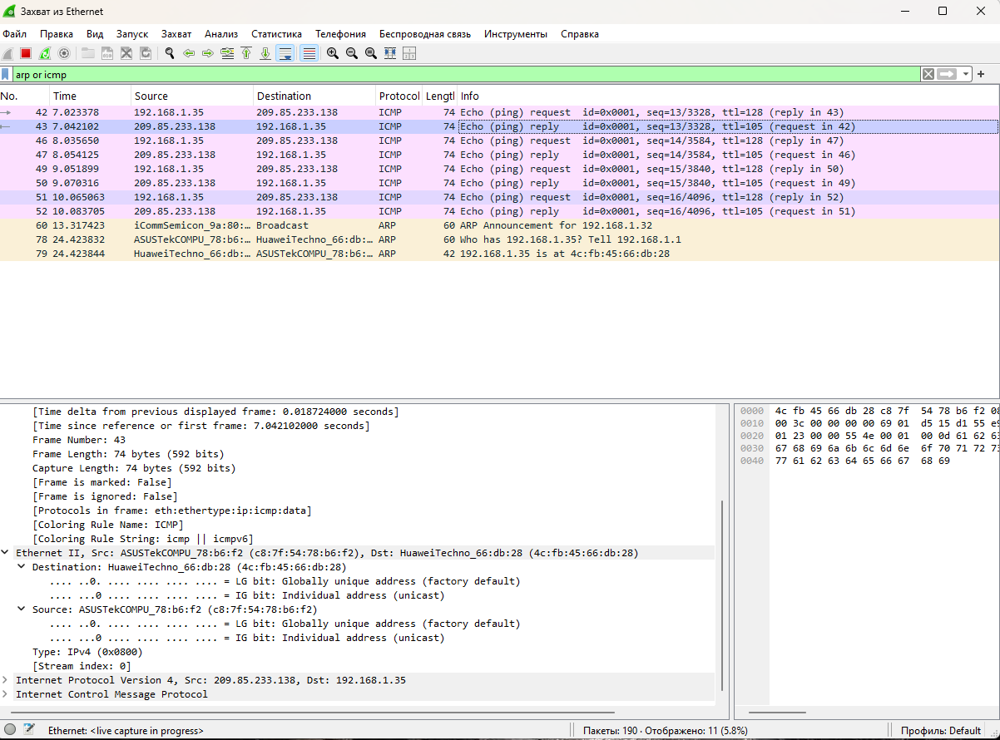 Захват из Ethernet
Файл Правка Вид Запуск Захват Анализ Статистика Телефония Беспроводная связь Инструменты Справка
arp or icmp
No. Time Source Destination Protocol Lengtl Info
42 7.023378 192.168.1.35 209.85.233.138 ICMP 74 Echo (ping) request id=0x0001, seq=13/3328, ttl=128 (reply in 43)
43 7.042102 209.85.233.138 192.168.1.35 ICMP 74 Echo (ping) reply id=0x0001, seq=13/3328, ttl=105 (request in 42)
46 8.035650 192.168.1.35 209.85.233.138 ICMP 74 Echo (ping) request id=0x0001, seq=14/3584, ttl=128 (reply in 47)
47 8.054125 209.85.233.138 192.168.1.35 ICMP 74 Echo (ping) reply id=0x0001, seq=14/3584, ttl=105 (request in 46)
49 9.051899 192.168.1.35 209.85.233.138 ICMP 74 Echo (ping) request id=0x0001, seq=15/3840, ttl=128 (reply in 50)
50 9.070316 209.85.233.138 192.168.1.35 ICMP 74 Echo (ping) reply id=0x0001, seq=15/3840, ttl=105 (request in 49)
51 10.065063 192.168.1.35 209.85.233.138 ICMP 74 Echo (ping) request id=0x0001, seq=16/4096, ttl=128 (reply in 52)
52 10.083705 209.85.233.138 192.168.1.35 ICMP 74 Echo (ping) reply id=0x0001, seq=16/4096, ttl=105 (request in 51)
60 13.317423 iCommSemicon_9a:80:… Broadcast ARP 60 ARP Announcement for 192.168.1.32
78 24.423832 ASUSTekCOMPU_78:b6:… HuaweiTechno_66:db:… ARP 60 Who has 192.168.1.35? Tell 192.168.1.1
79 24.423844 HuaweiTechno_66:db:… ASUSTekCOMPU_78:b6:… ARP 42 192.168.1.35 is at 4c:fb:45:66:db:28
[Time delta from previous displayed frame: 0.018724000 seconds]
[Time since reference or first frame: 7.042102000 seconds]
Frame Number: 43
Frame Length: 74 bytes (592 bits)
Capture Length: 74 bytes (592 bits)
[Frame is marked: False]
[Frame is ignored: False]
[Protocols in frame: eth:ethertype:ip:icmp:data]
[Coloring Rule Name: ICMP]
[Coloring Rule String: icmp || icmpv6]
Ethernet II, Src: ASUSTekCOMPU_78:b6:f2 (c8:7f:54:78:b6:f2), Dst: HuaweiTechno_66:db:28 (4c:fb:45:66:db:28)
Destination: HuaweiTechno_66:db:28 (4c:fb:45:66:db:28)
.... ..0. .... .... .... .... = LG bit: Globally unique address (factory default)
.... ...0 .... .... .... .... = IG bit: Individual address (unicast)
Source: ASUSTekCOMPU_78:b6:f2 (c8:7f:54:78:b6:f2)
.... ..0. .... .... .... .... = LG bit: Globally unique address (factory default)
.... ...0 .... .... .... .... = IG bit: Individual address (unicast)
Type: IPv4 (0x0800)
[Stream index: 0]
Internet Protocol Version 4, Src: 209.85.233.138, Dst: 192.168.1.35
Internet Control Message Protocol
0000 4c fb 45 66 db 28 c8 7f 54 78 b6 f2 08
0010 00 3c 00 00 00 00 69 01 d5 15 d1 55 e9
0020 01 23 00 00 55 4e 00 01 00 0d 61 62 63
0030 67 68 69 6a 6b 6c 6d 6e 6f 70 71 72 73
0040 77 61 62 63 64 65 66 67 68 69
Ethernet: <live capture in progress>
Пакеты: 190 · Отображено: 11 (5.8%)
Профиль: Default